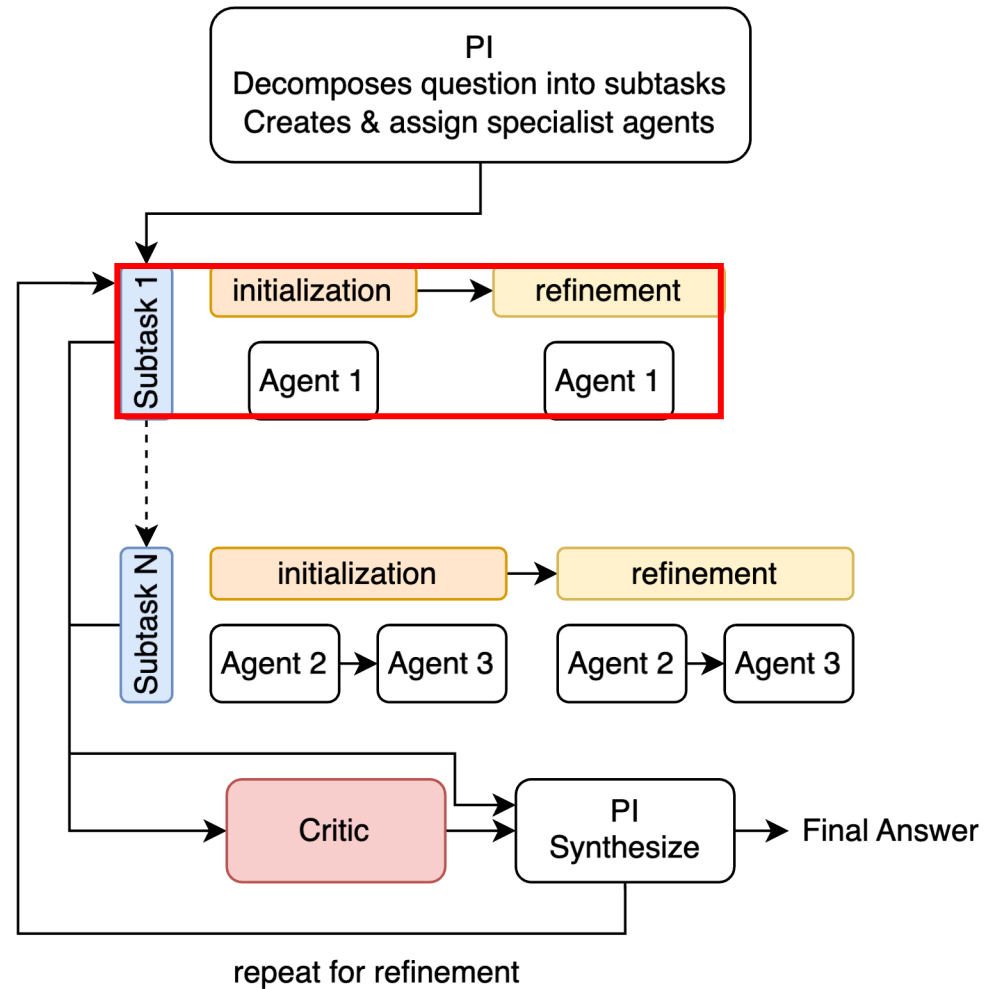 PI
Decomposes question into subtasks
Creates & assign specialist agents
Subtask 1
initialization
refinement
Agent 1
Agent 1
Subtask N
initialization
refinement
Agent 2
Agent 3
Agent 2
Agent 3
Critic
PI
Synthesize
Final Answer
repeat for refinement